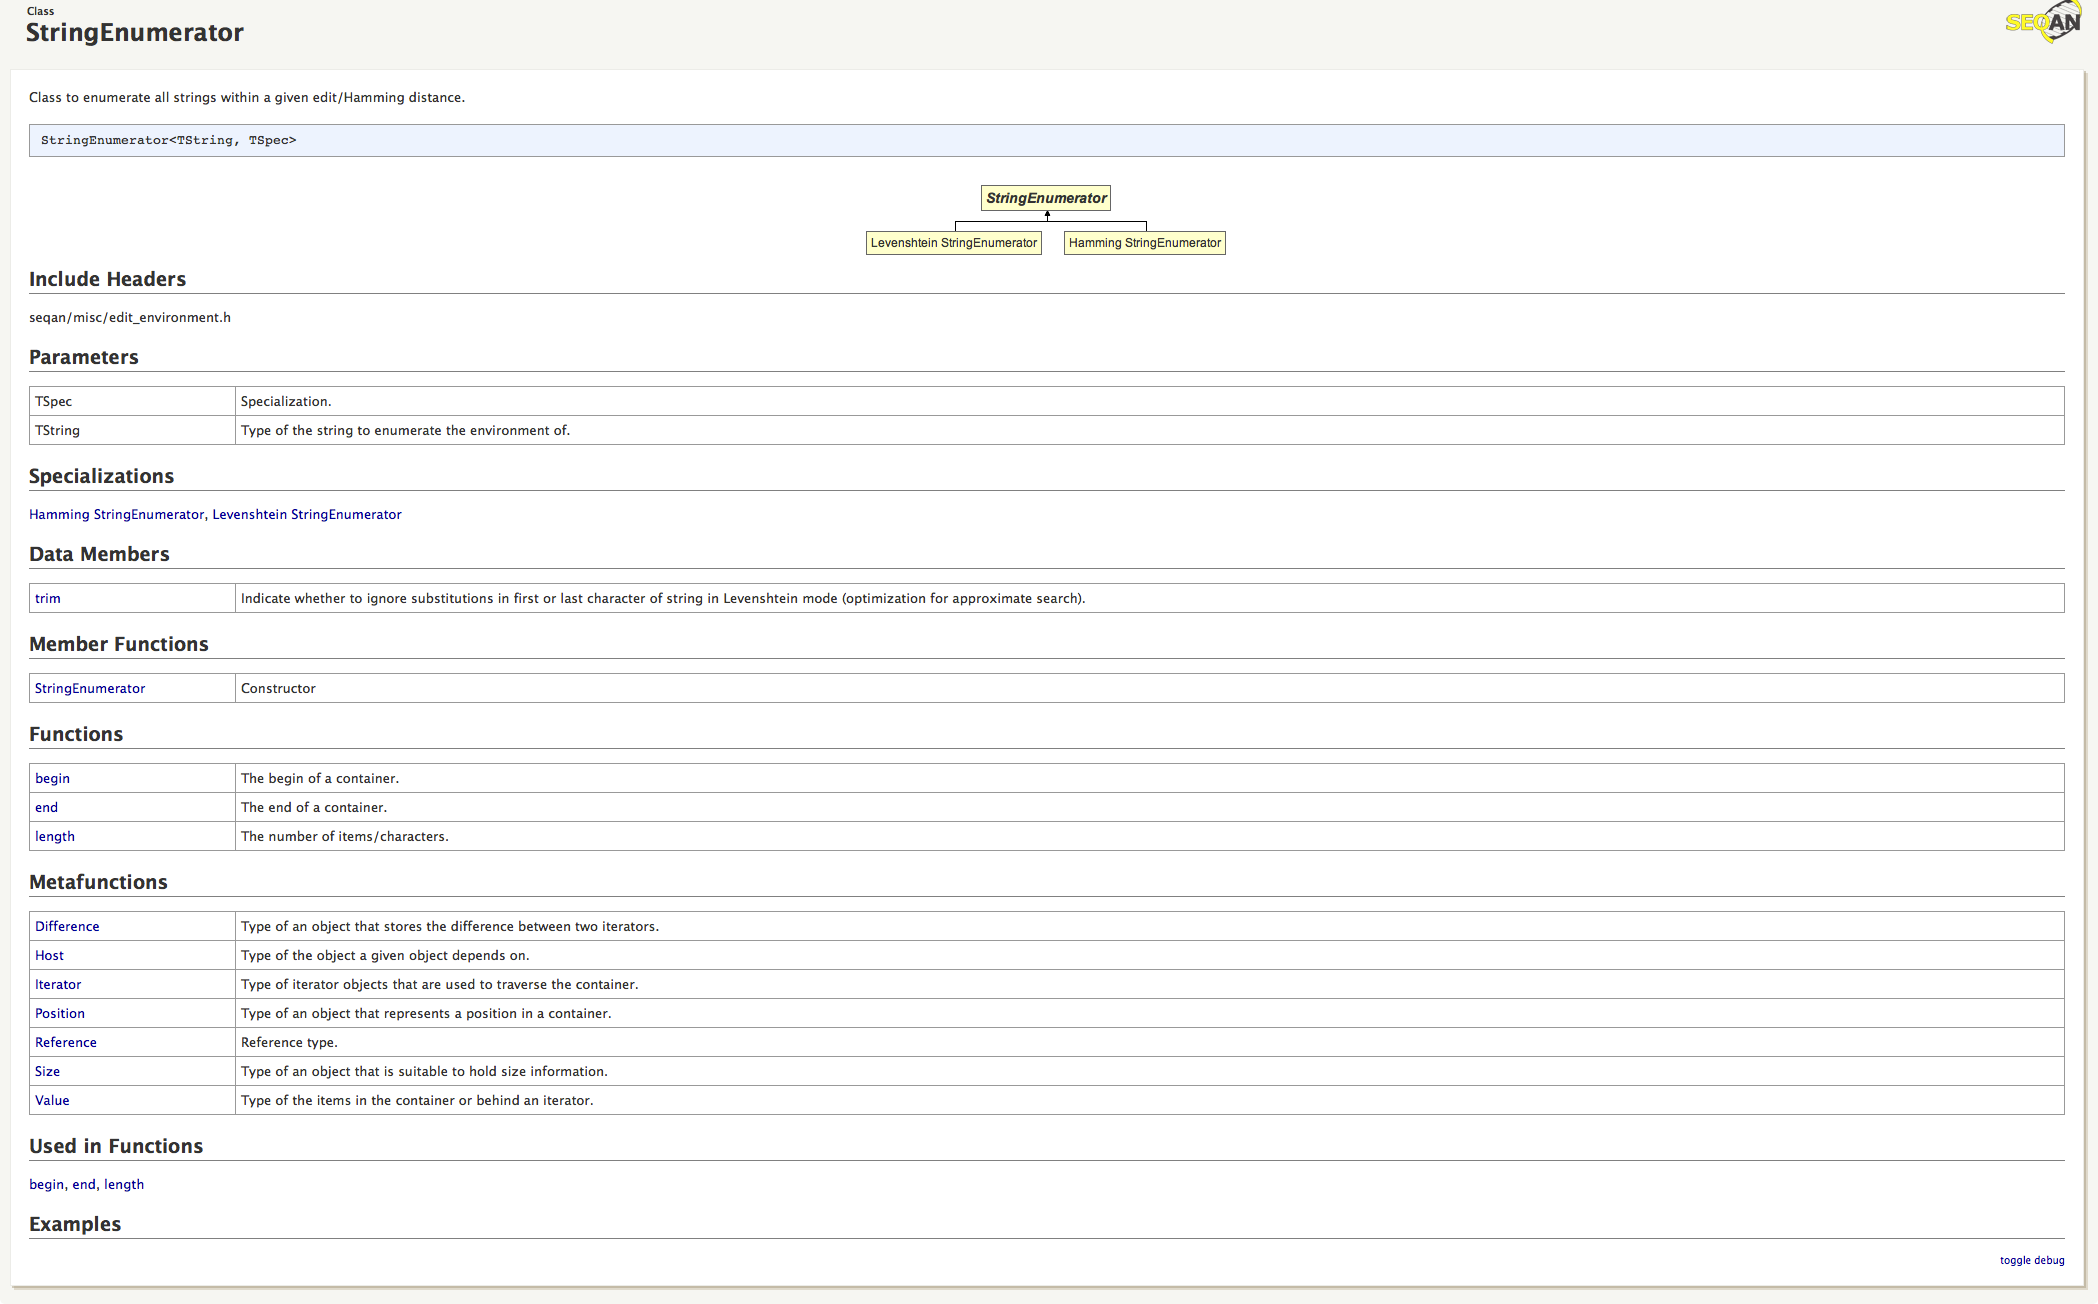 Class
StringEnumerator
SEQAN
Class to enumerate all strings within a given edit/Hamming distance.
StringEnumerator<TString, TSpec>
StringEnumerator
Levenshtein StringEnumerator Hamming StringEnumerator
Include Headers
seqan/misc/edit_environment.h
Parameters
TSpec Specialization.
TString Type of the string to enumerate the environment of.
Specializations
Hamming StringEnumerator, Levenshtein StringEnumerator
Data Members
trim Indicate whether to ignore substitutions in first or last character of string in Levenshtein mode (optimization for approximate search).
Member Functions
StringEnumerator Constructor
Functions
begin The begin of a container.
end The end of a container.
length The number of items/characters.
Metafunctions
Difference Type of an object that stores the difference between two iterators.
Host Type of the object a given object depends on.
Iterator Type of iterator objects that are used to traverse the container.
Position Type of an object that represents a position in a container.
Reference Reference type.
Size Type of an object that is suitable to hold size information.
Value Type of the items in the container or behind an iterator.
Used in Functions
begin, end, length
Examples
toggle debug